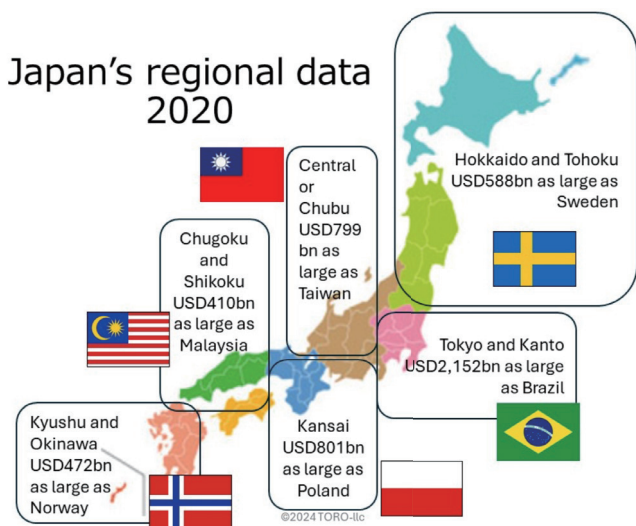 Japan's regional data
2020
Hokkaido and Tohoku
USD588bn as large as
Sweden
Central
or
Chubu
USD799
bn as
large as
Taiwan
Chugoku
and
Shikoku
USD410bn
as large as
Malaysia
Tokyo and Kanto
USD2,152bn as large
as Brazil
Kyushu and
Okinawa
USD472bn
as large as
Norway
Kansai
USD801bn
as large as
Poland
©2024TORO-llc